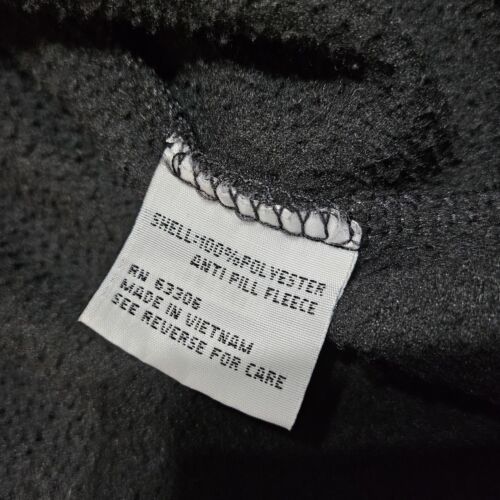 SHELL:100%POLYESTER
ANTI PILL FLEECE
RN 63306
MADE IN VIETNAM
SEE REVERSE FOR CARE